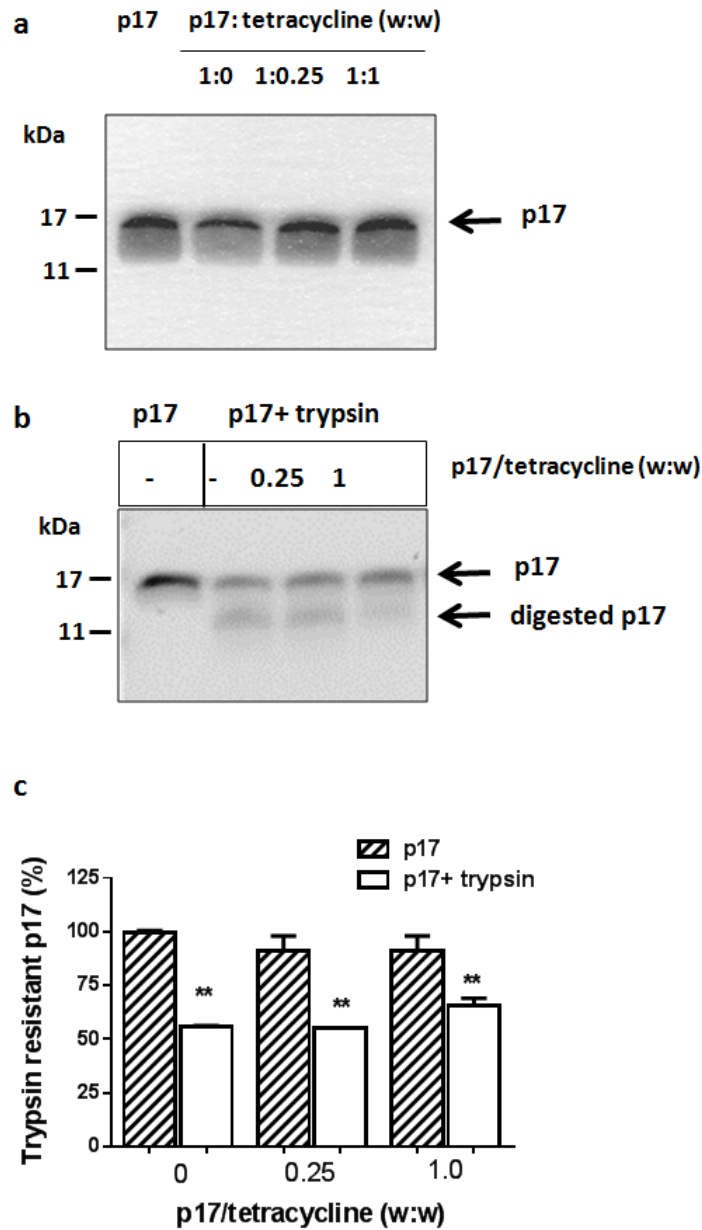 a
p17 p17: tetracycline (w:w)
1:0 1:0.25 1:1
kDa
17
11
p17
b
p17 p17+ trypsin
- - 0.25 1 p17/tetracycline (w:w)
kDa
17
11
p17
digested p17
c
p17
p17+ trypsin
Trypsin resistant p17 (%)
125
100
75
50
25
0
** ** **
0 0.25 1.0
p17/tetracycline (w:w)